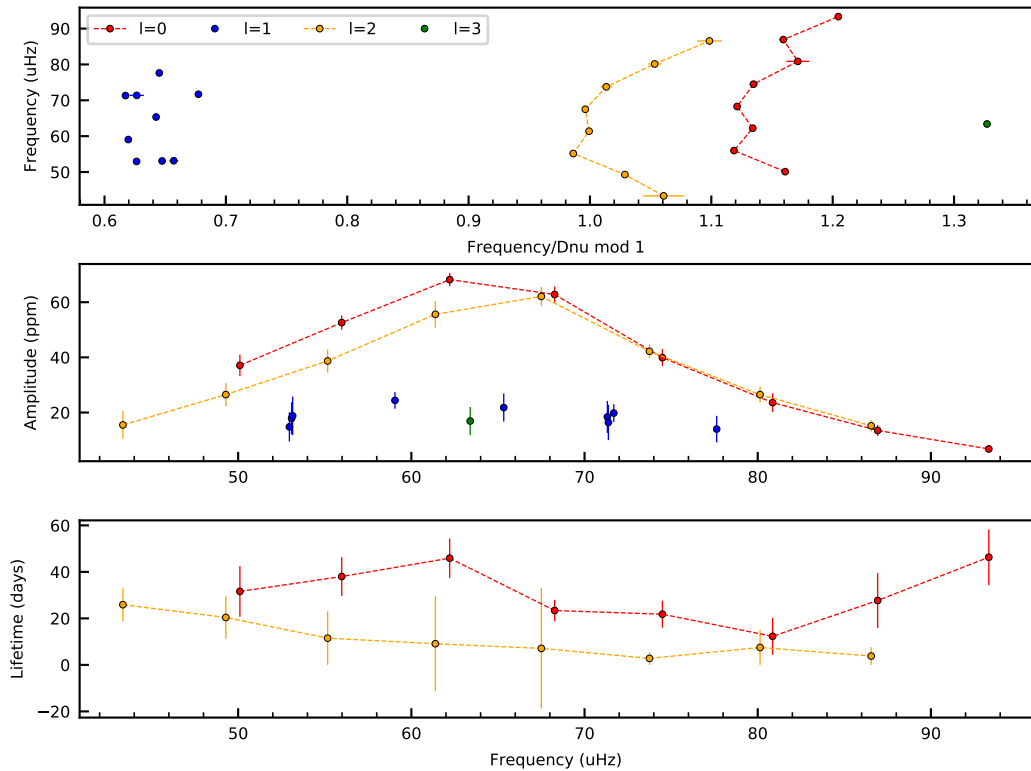 l=0 l=1 l=2 l=3
Frequency (uHz)
90
80
70
60
50
0.6 0.7 0.8 0.9 1.0 1.1 1.2 1.3
Frequency/Dnu mod 1
Amplitude (ppm)
60
40
20
50 60 70 80 90
Lifetime (days)
60
40
20
0
−20
50 60 70 80 90
Frequency (uHz)